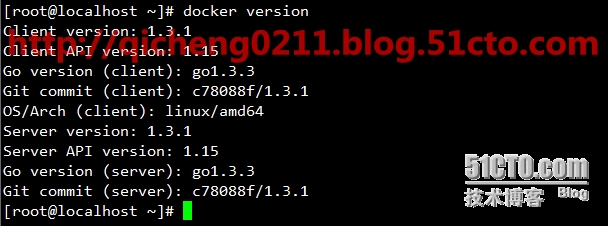 [root@localhost ~]# docker version
Client version: 1.3.1
http://qicheng0211.blog.51cto.com
Client API version: 1.15
Go version (client): go1.3.3
Git commit (client): c78088f/1.3.1
OS/Arch (client): linux/amd64
Server version: 1.3.1
Server API version: 1.15
Go version (server): go1.3.3
Git commit (server): c78088f/1.3.1
[root@localhost ~]#
51CTO.com
技术博客 Blog